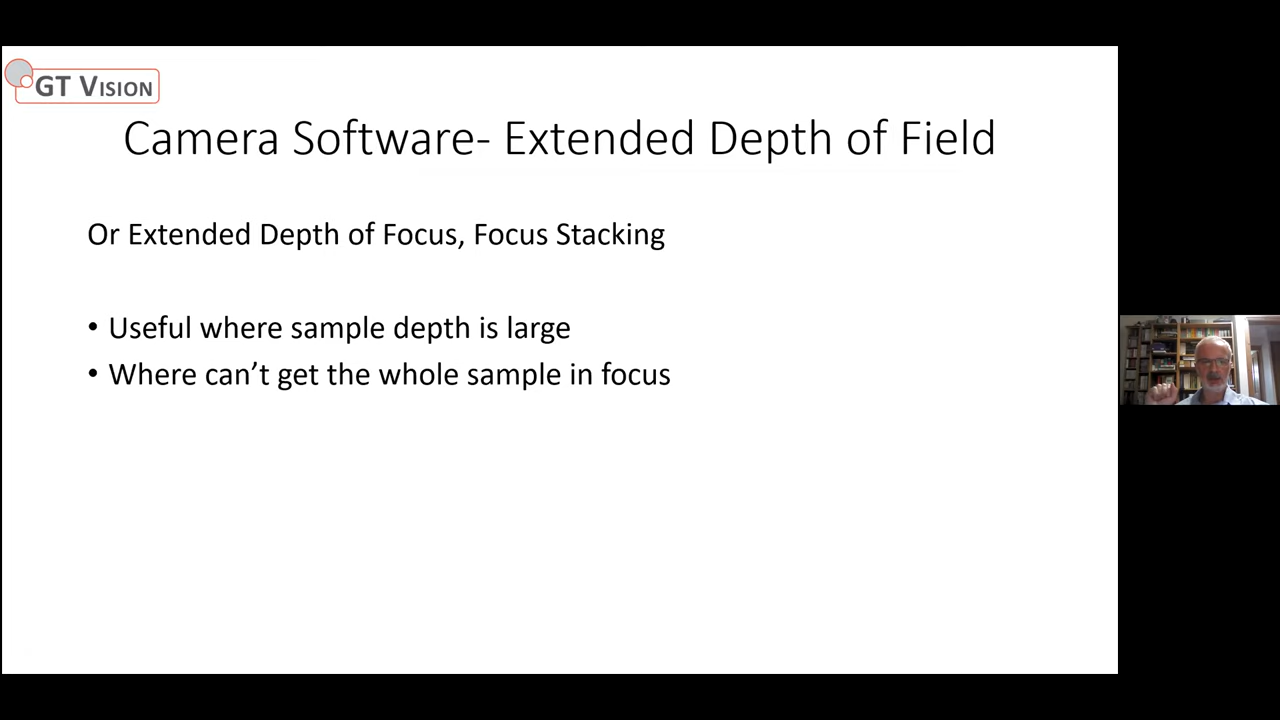 GT VISION
Camera Software- Extended Depth of Field
Or Extended Depth of Focus, Focus Stacking
• Useful where sample depth is large
• Where can’t get the whole sample in focus